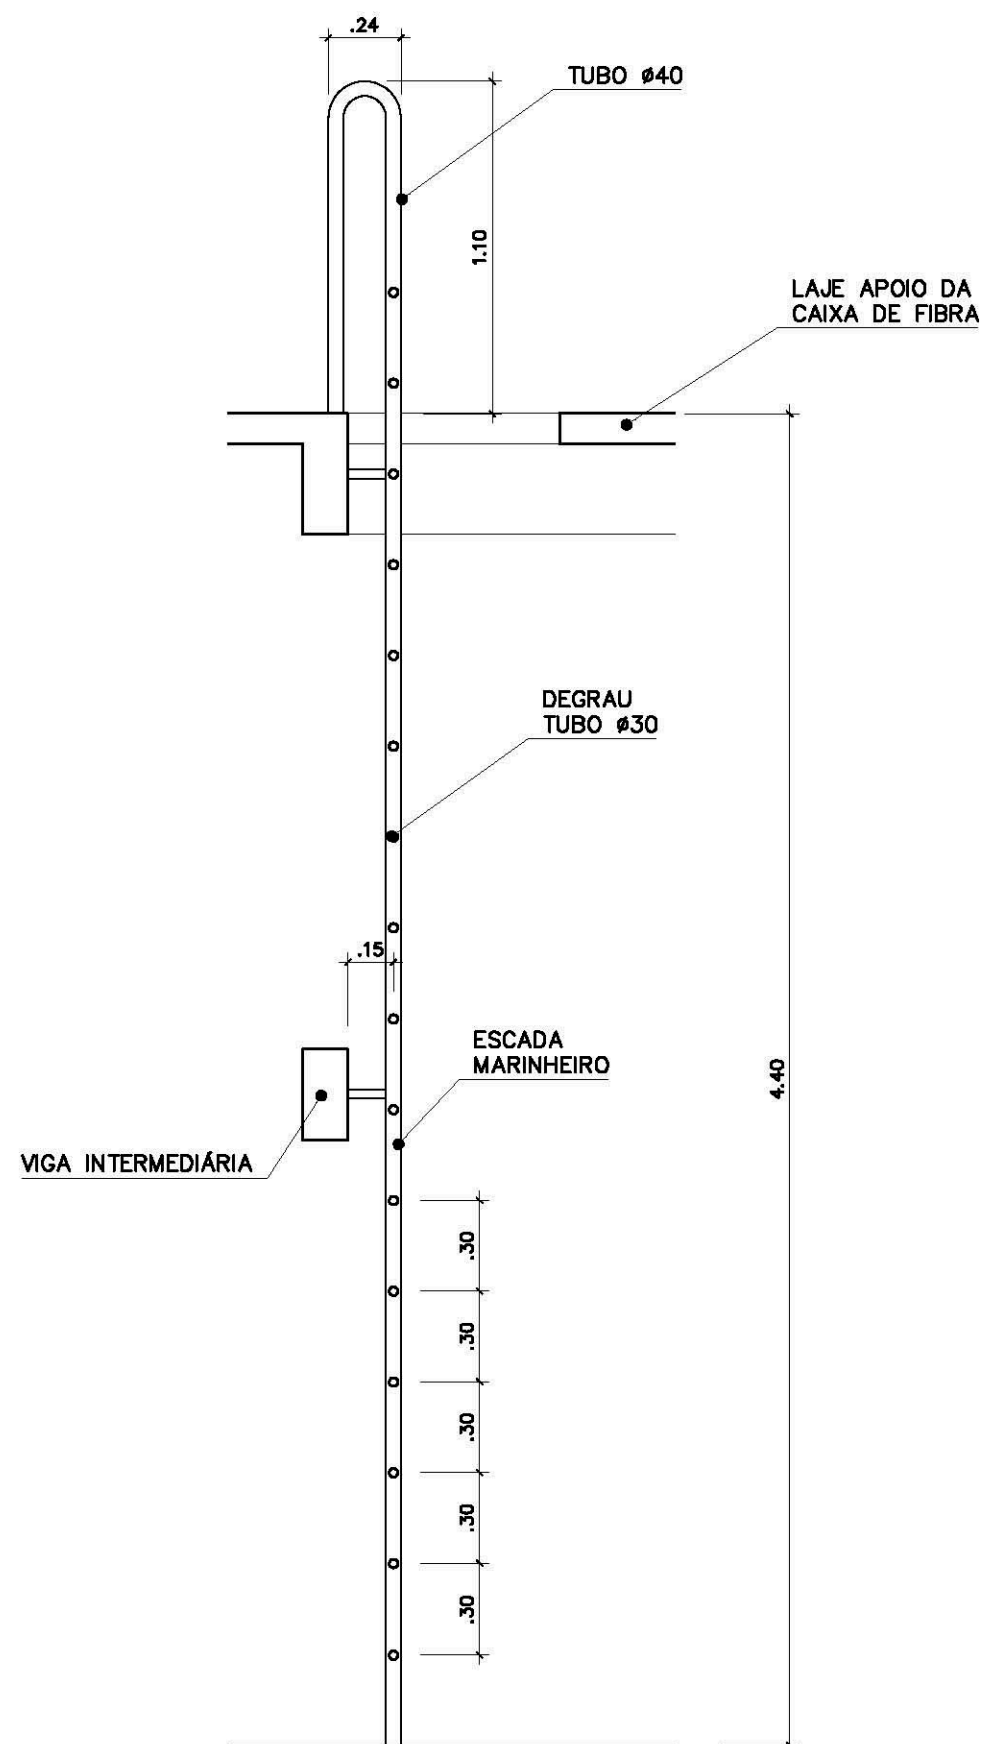 .24
TUBO ø40
1.10
LAJE APOIO DA
CAIXA DE FIBRA
DEGRAU
TUBO ø30
.15
ESCADA
MARINHEIRO
4.40
VIGA INTERMEDIÁRIA
.30
.30
.30
.30
.30